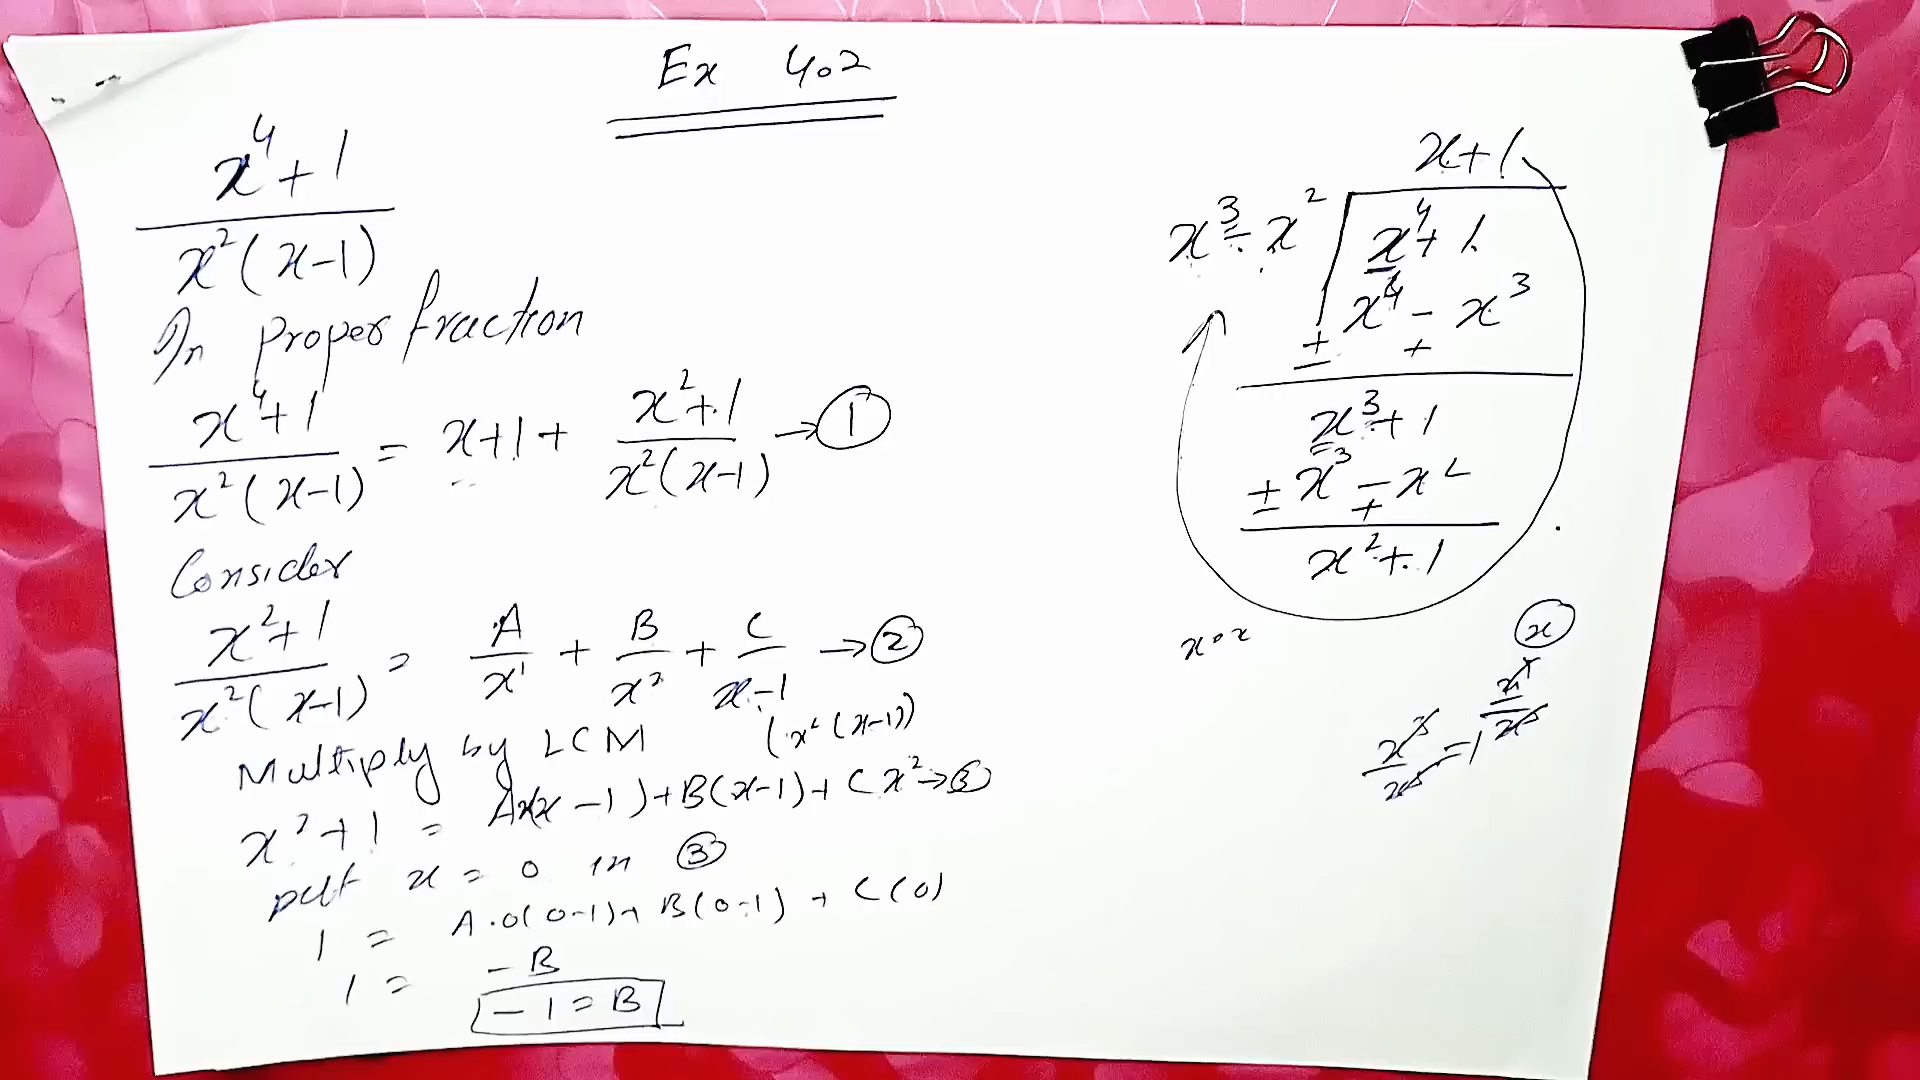 Ex 4.2
x⁴+1
x²(x-1)
In proper fraction
x⁴+1 / x²(x-1) = x+1 + x²+1 / x²(x-1) → ①
Consider
x²+1 / x²(x-1) = A/x¹ + B/x² + C/x-1 → ②
Multiply by LCM (x²(x-1))
x²+1 = Ax(x-1)+B(x-1)+Cx² → ③
put x = 0 in ③
1 = A.0(0-1)+B(0-1)+C(0)
1 = -B
-1=B
x+1
x³-x²
x⁴+1
x⁴-x³
± +
x³+1
± x³-x²
+
x²+1
x.x
x
x³/x³=1